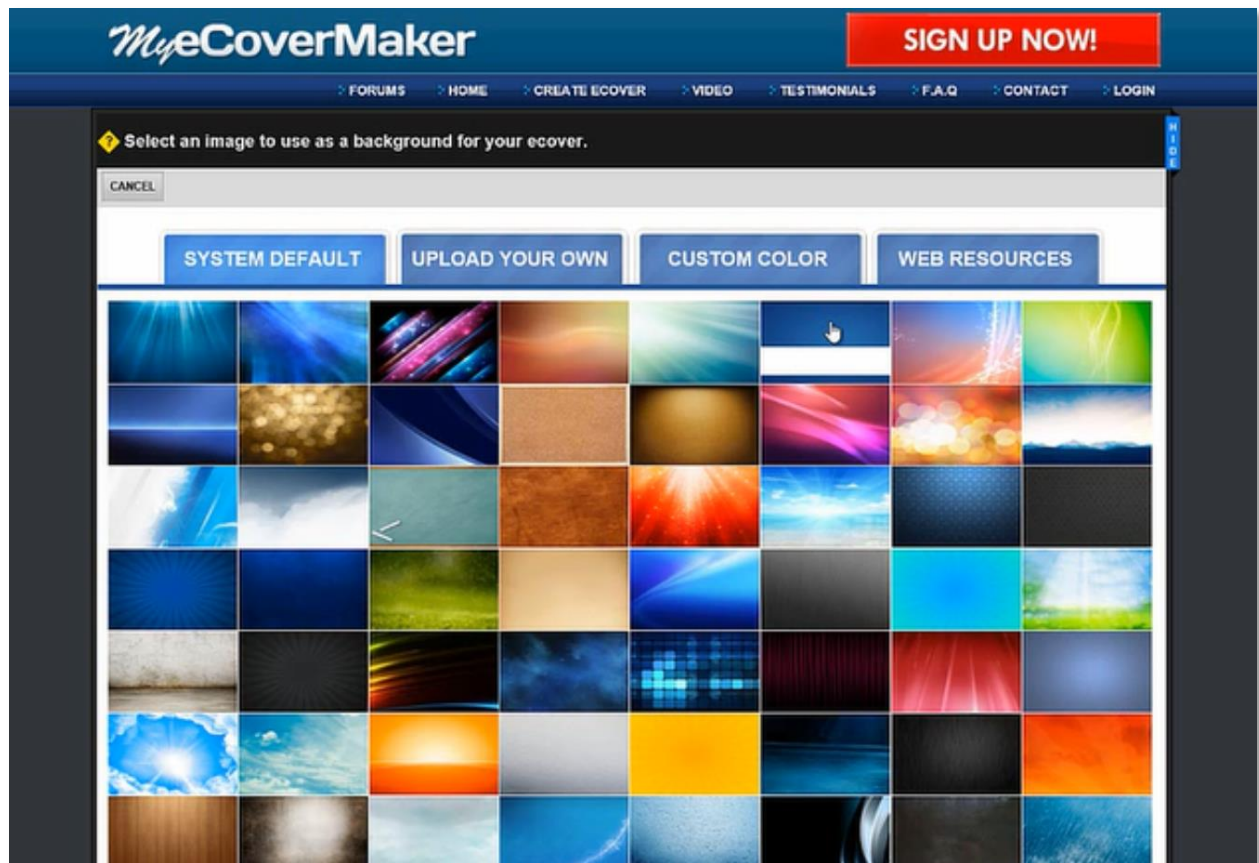 MyeCoverMaker
SIGN UP NOW!
FORUMS HOME CREATE ECOVER VIDEO TESTIMONIALS F.A.Q CONTACT LOGIN
? Select an image to use as a background for your ecover.
HIDE
CANCEL
SYSTEM DEFAULT UPLOAD YOUR OWN CUSTOM COLOR WEB RESOURCES